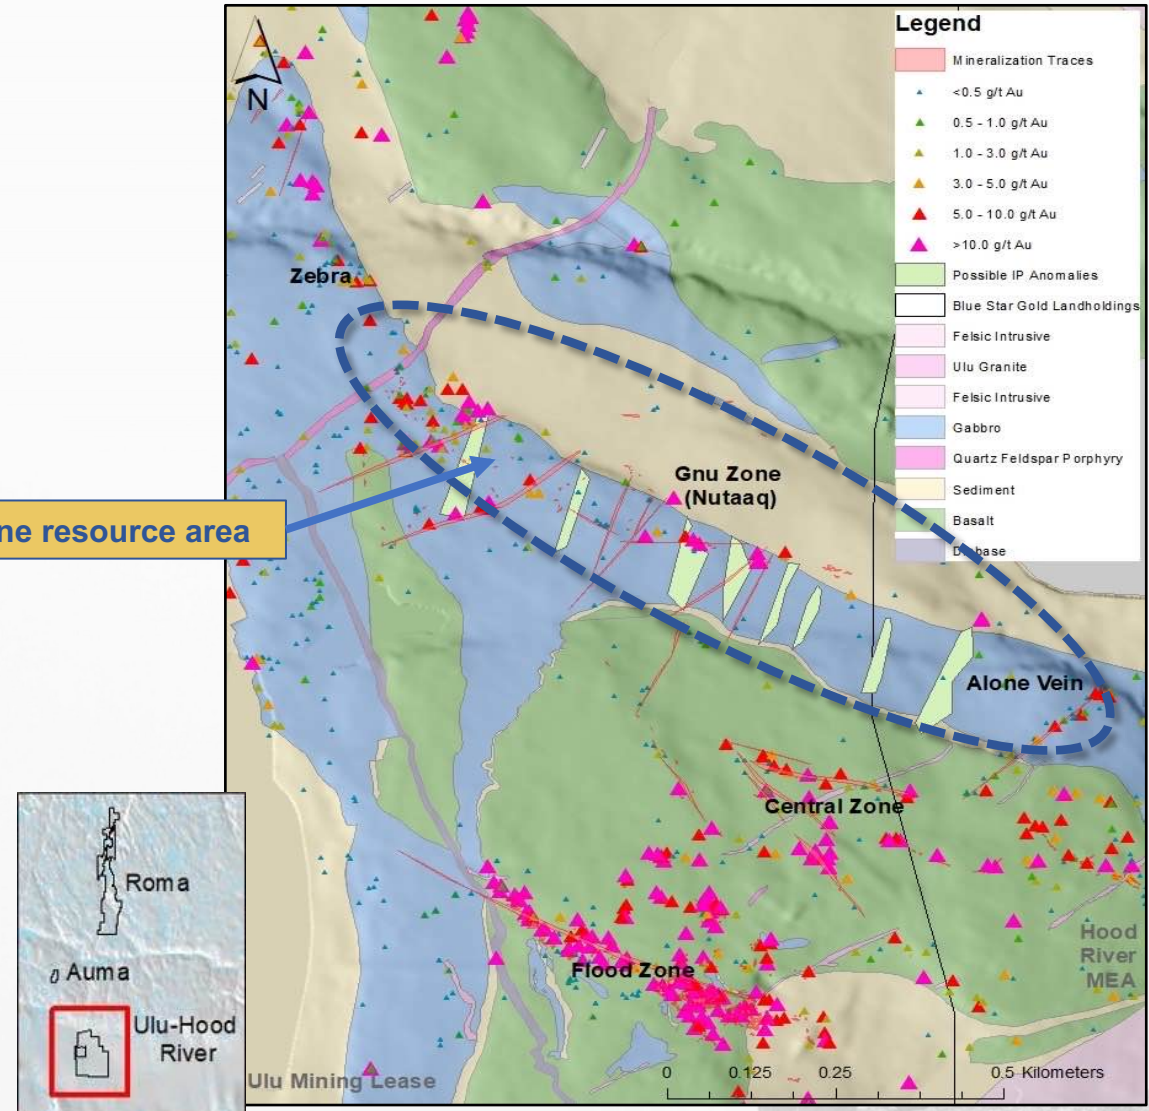 Legend
Mineralization Traces
<0.5 g/t Au
0.5 - 1.0 g/t Au
1.0 - 3.0 g/t Au
3.0 - 5.0 g/t Au
5.0 - 10.0 g/t Au
>10.0 g/t Au
Possible IP Anomalies
Blue Star Gold Landholdings
Felsic Intrusive
Ulu Granite
Felsic Intrusive
Gabbro
Quartz Feldspar Porphyry
Sediment
Basalt
N
Zebra
Gnu Zone
(Nutaaq)
resource area
Alone Vein
Central Zone
Flood Zone
Hood
River
MEA
Roma
Auma
Ulu-Hood
River
Ulu Mining Lease
0 0.125 0.25 0.5 Kilometers